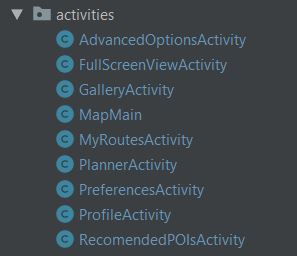 activities
C AdvancedOptionsActivity
C FullScreenViewActivity
C GalleryActivity
C MapMain
C MyRoutesActivity
C PlannerActivity
C PreferencesActivity
C ProfileActivity
C RecomendedPOIsActivity